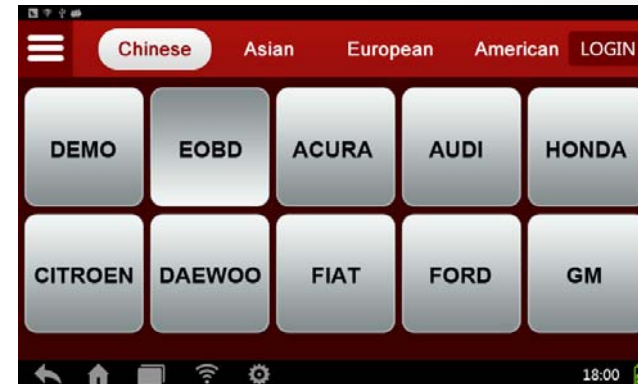 Chinese Asian European American LOGIN
DEMO EOBD ACURA AUDI HONDA
CITROEN DAEWOO FIAT FORD GM
18:00